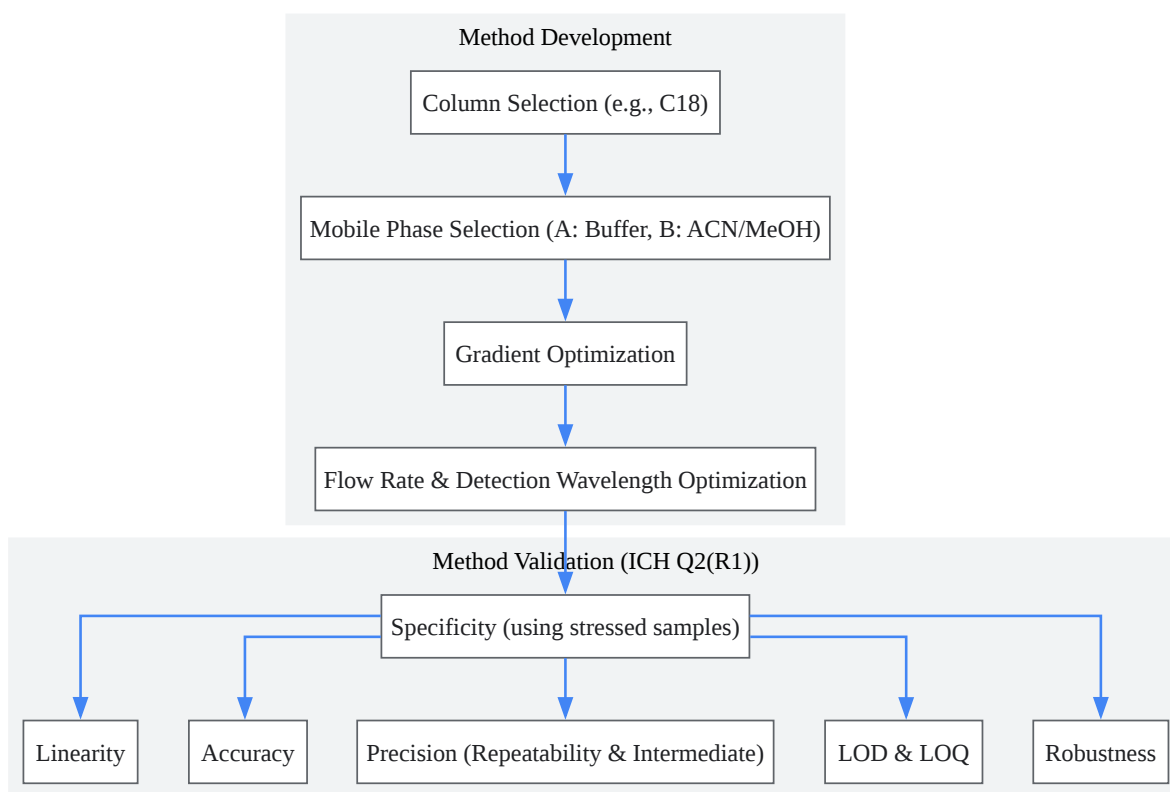 Method Development
Column Selection (e.g., C18)
Mobile Phase Selection (A: Buffer, B: ACN/MeOH)
Gradient Optimization
Flow Rate & Detection Wavelength Optimization
Method Validation (ICH Q2(R1))
Specificity (using stressed samples)
Linearity
Accuracy
Precision (Repeatability & Intermediate)
LOD & LOQ
Robustness